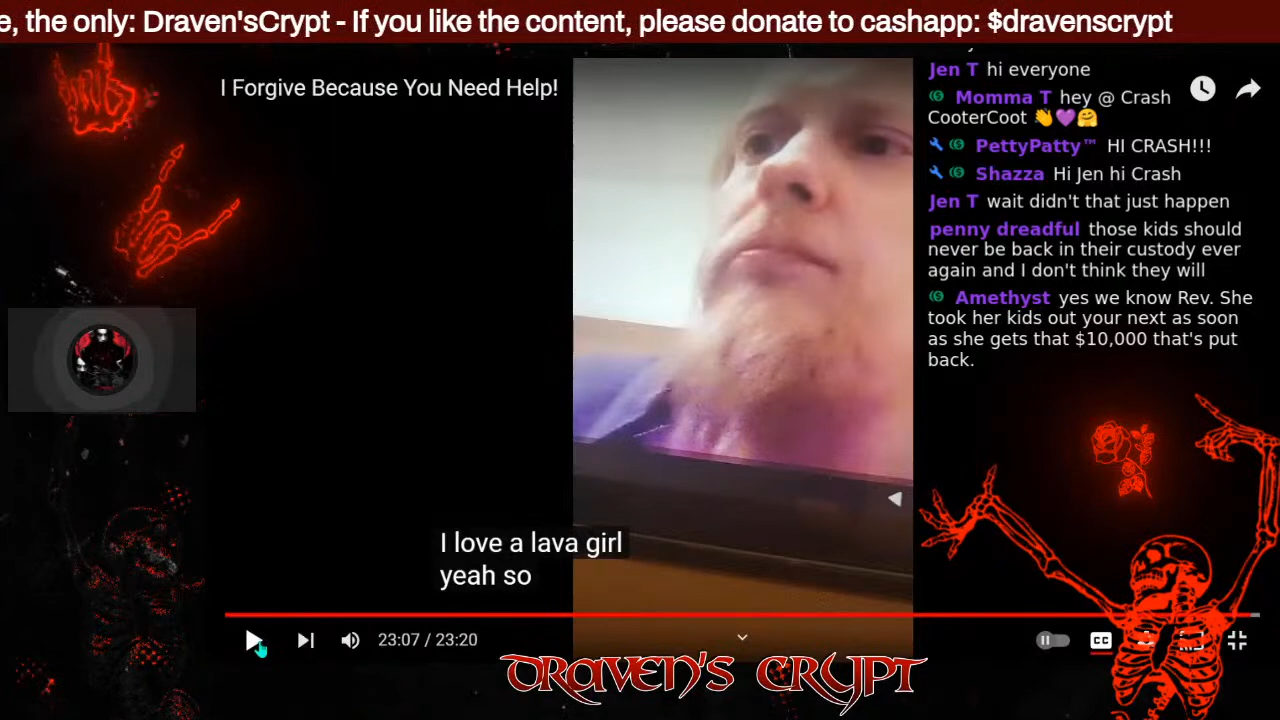 e, the only: Draven'sCrypt - If you like the content, please donate to cashapp: $dravenscrypt
I Forgive Because You Need Help!
Jen T hi everyone
Momma T hey @ Crash
CooterCoot 👋💜🤗
PettyPatty™ HI CRASH!!!
Shazza Hi Jen hi Crash
Jen T wait didn't that just happen
penny dreadful those kids should
never be back in their custody ever
again and I don't think they will
Amethyst yes we know Rev. She
took her kids out your next as soon
as she gets that $10,000 that's put
back.
I love a lava girl
yeah so
23:07 / 23:20
CC
DRAVEN'S CRYPT